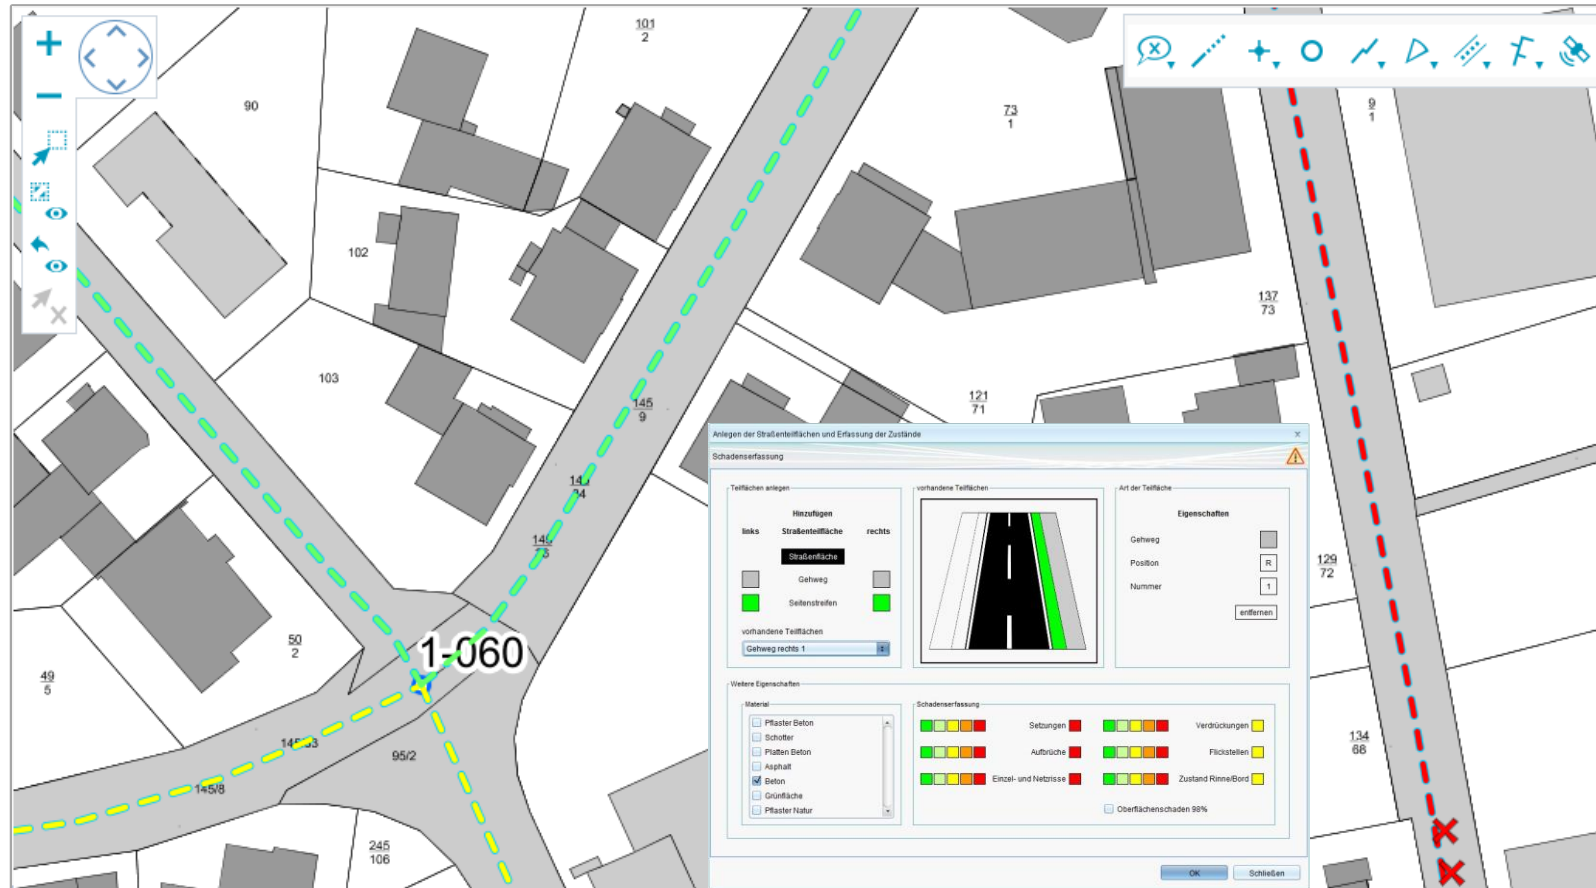 101
2
90
73
1
9
1
102
137
73
103
121
71
145
9
129
72
1-060
50
2
49
5
95/2
145/8
134
68
245
106
Anlegen der Straßenteilflächen und Erfassung der Zustände
Schadenserfassung
Teilflächen anlegen
Hinzufügen
links Straßenteilfläche rechts
Straßenfläche
Gehweg
Seitenstreifen
vorhandene Teilflächen
Gehweg rechts 1
vorhandene Teilflächen
Art der Teilfläche
Eigenschaften
Gehweg
Position R
Nummer 1
entfernen
Weitere Eigenschaften
Material
Pflaster Beton
Schotter
Platten Beton
Asphalt
Beton
Grünfläche
Pflaster Natur
Schadenserfassung
Setzungen Verdrückungen
Aufbrüche Flickstellen
Einzel- und Netzrisse Zustand Rinne/Bord
Oberflächenschaden 98%
OK Schließen